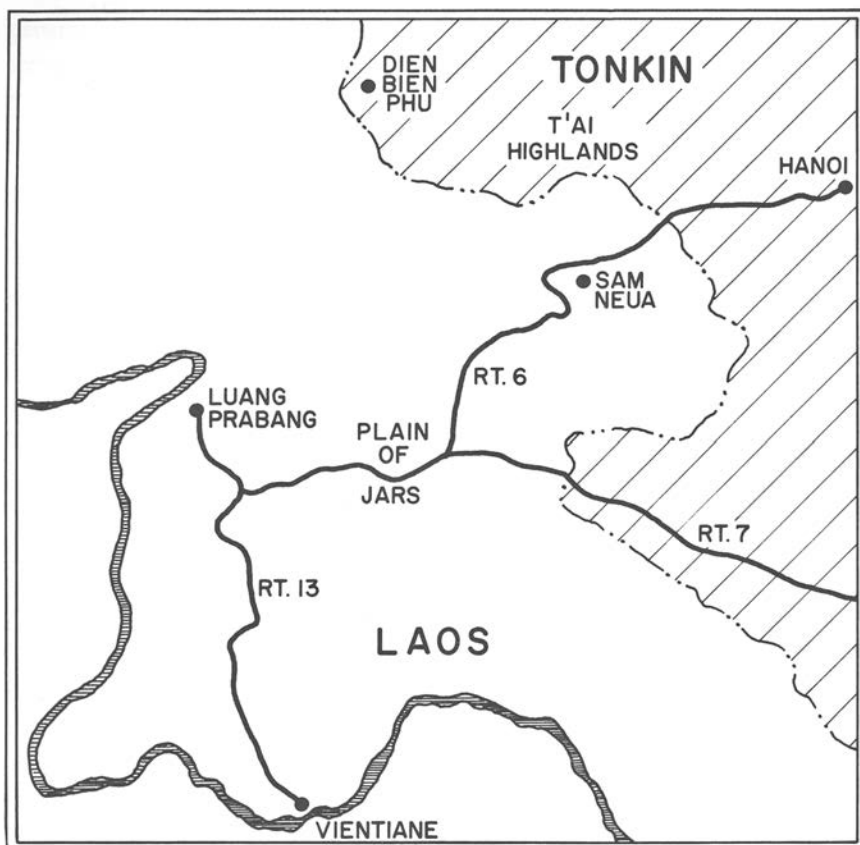 DIEN
BIEN
PHU
TONKIN
T'AI
HIGHLANDS
HANOI
SAM
NEUA
LUANG
PRABANG
RT. 6
PLAIN
OF
JARS
RT. 7
RT. 13
LAOS
VIENTIANE